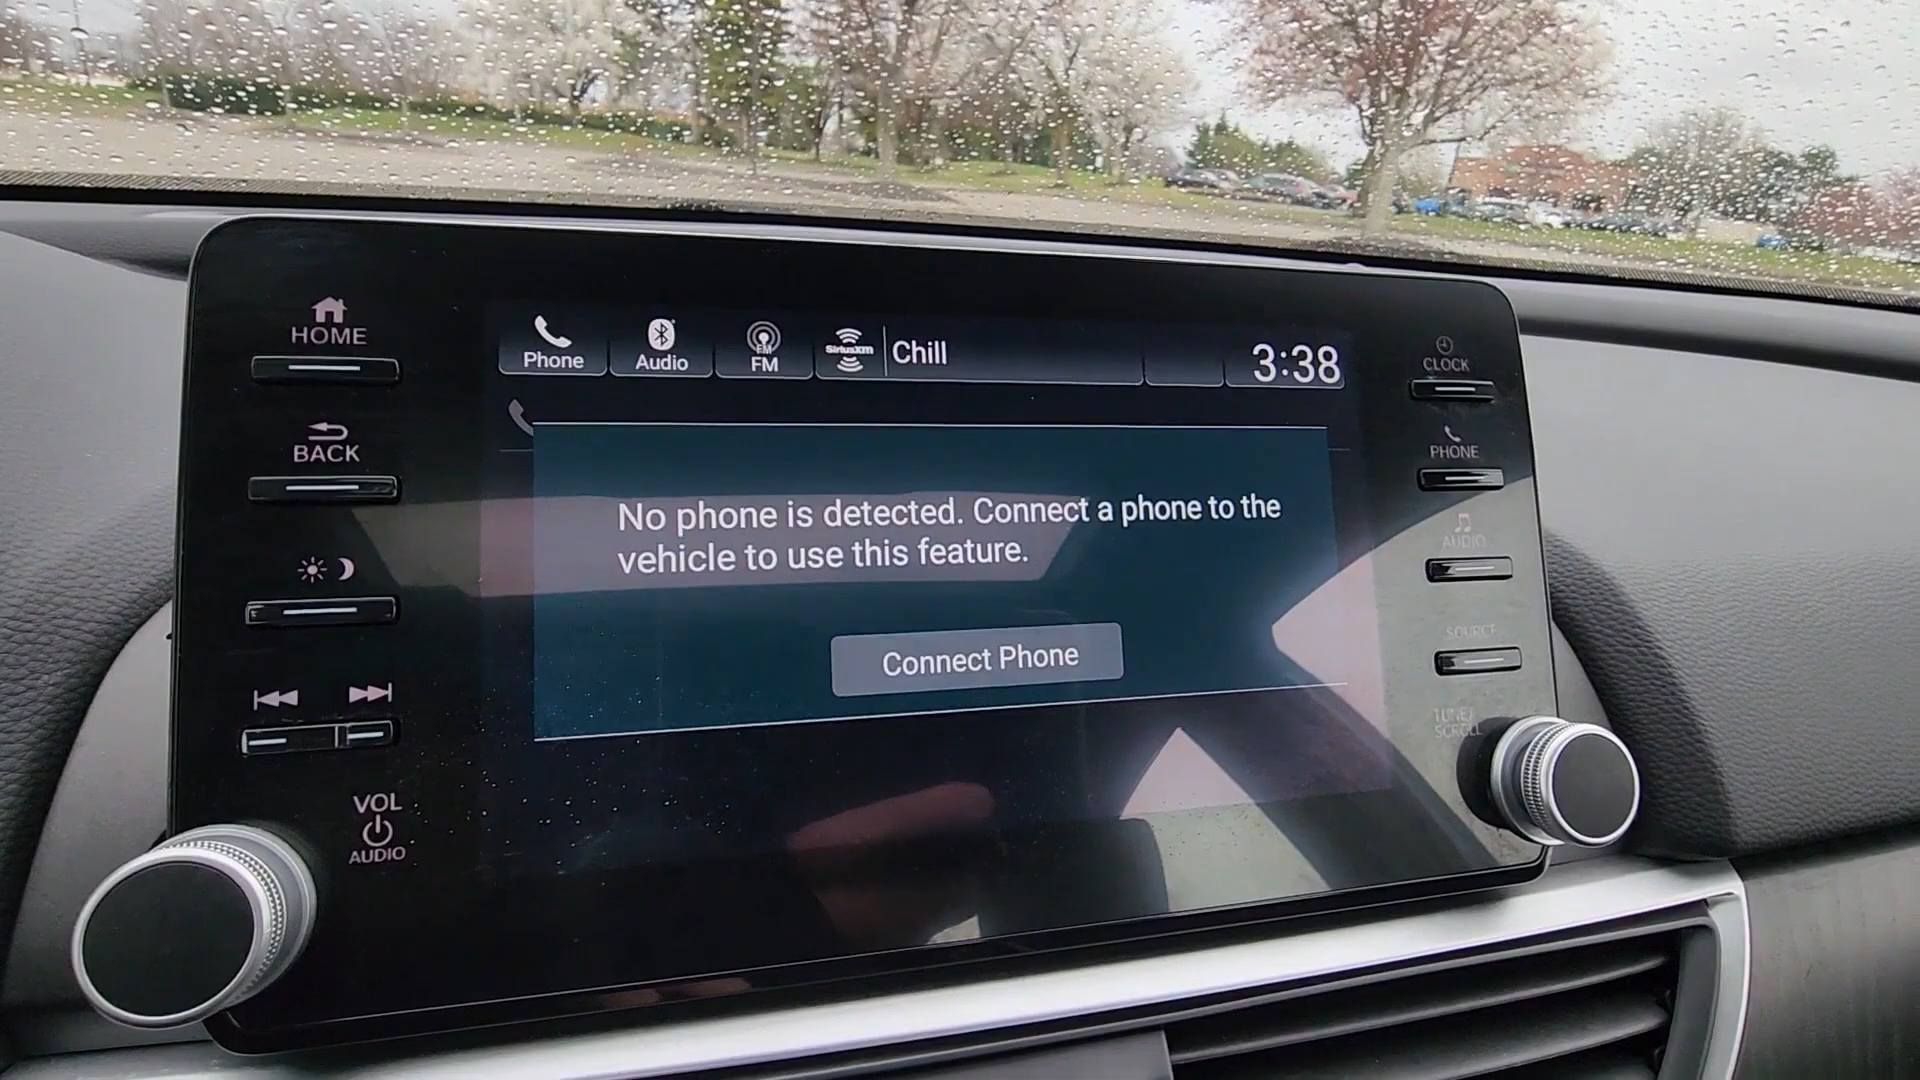 HOME
BACK
VOL
AUDIO
Phone
Audio
FM
FM
SiriusXM
Chill
3:38
No phone is detected. Connect a phone to the
vehicle to use this feature.
Connect Phone
CLOCK
PHONE
AUDIO
SOURCE
TUNE/
SCROLL